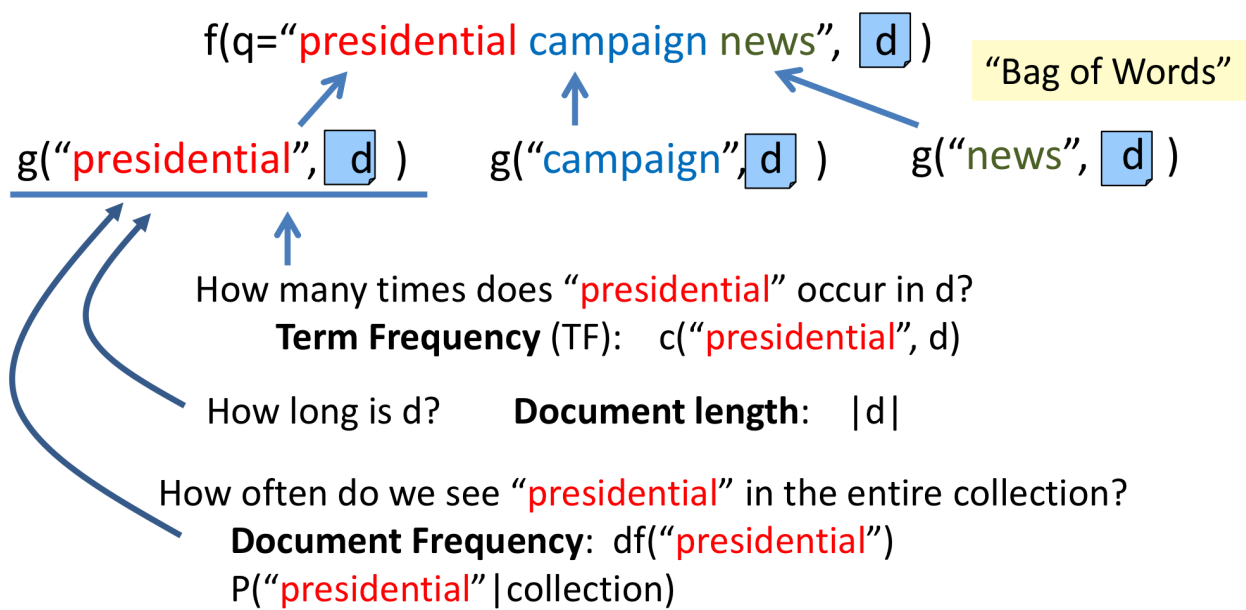 f(q=“presidential campaign news”, d )
“Bag of Words”
g(“presidential”, d ) g(“campaign”, d ) g(“news”, d )
How many times does “presidential” occur in d?
Term Frequency (TF): c(“presidential”, d)
How long is d? Document length: |d|
How often do we see “presidential” in the entire collection?
Document Frequency: df(“presidential”)
P(“presidential”|collection)